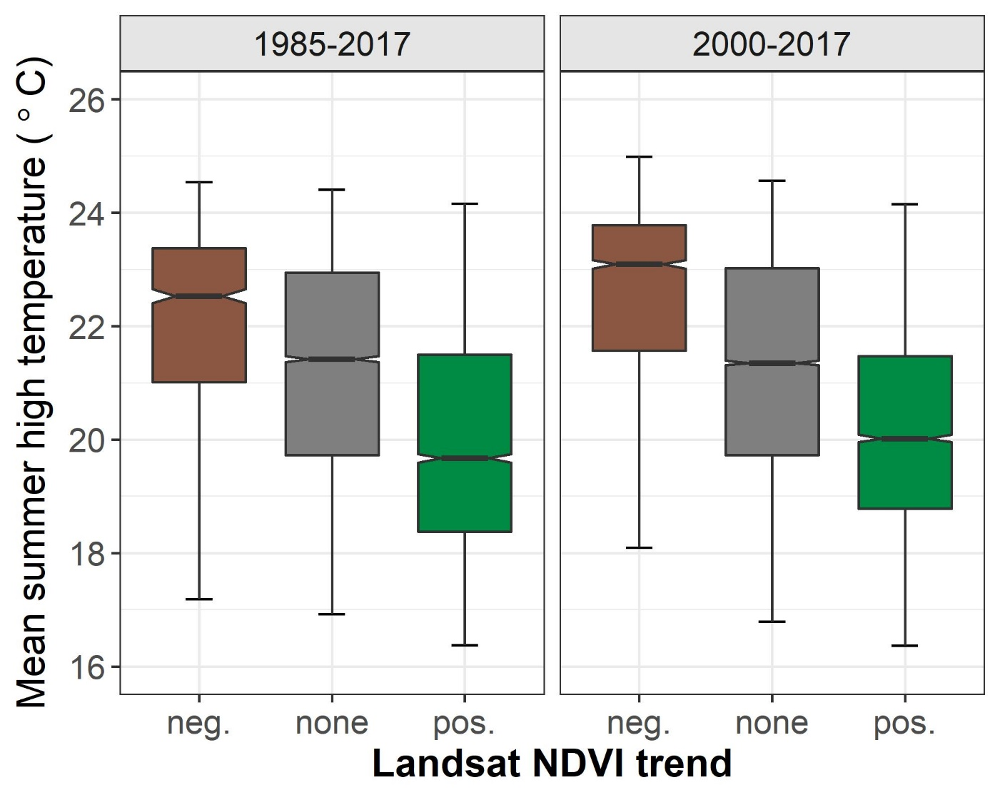 1985-2017
2000-2017
Mean summer high temperature (° C)
26
24
22
20
18
16
neg. none pos. neg. none pos.
Landsat NDVI trend